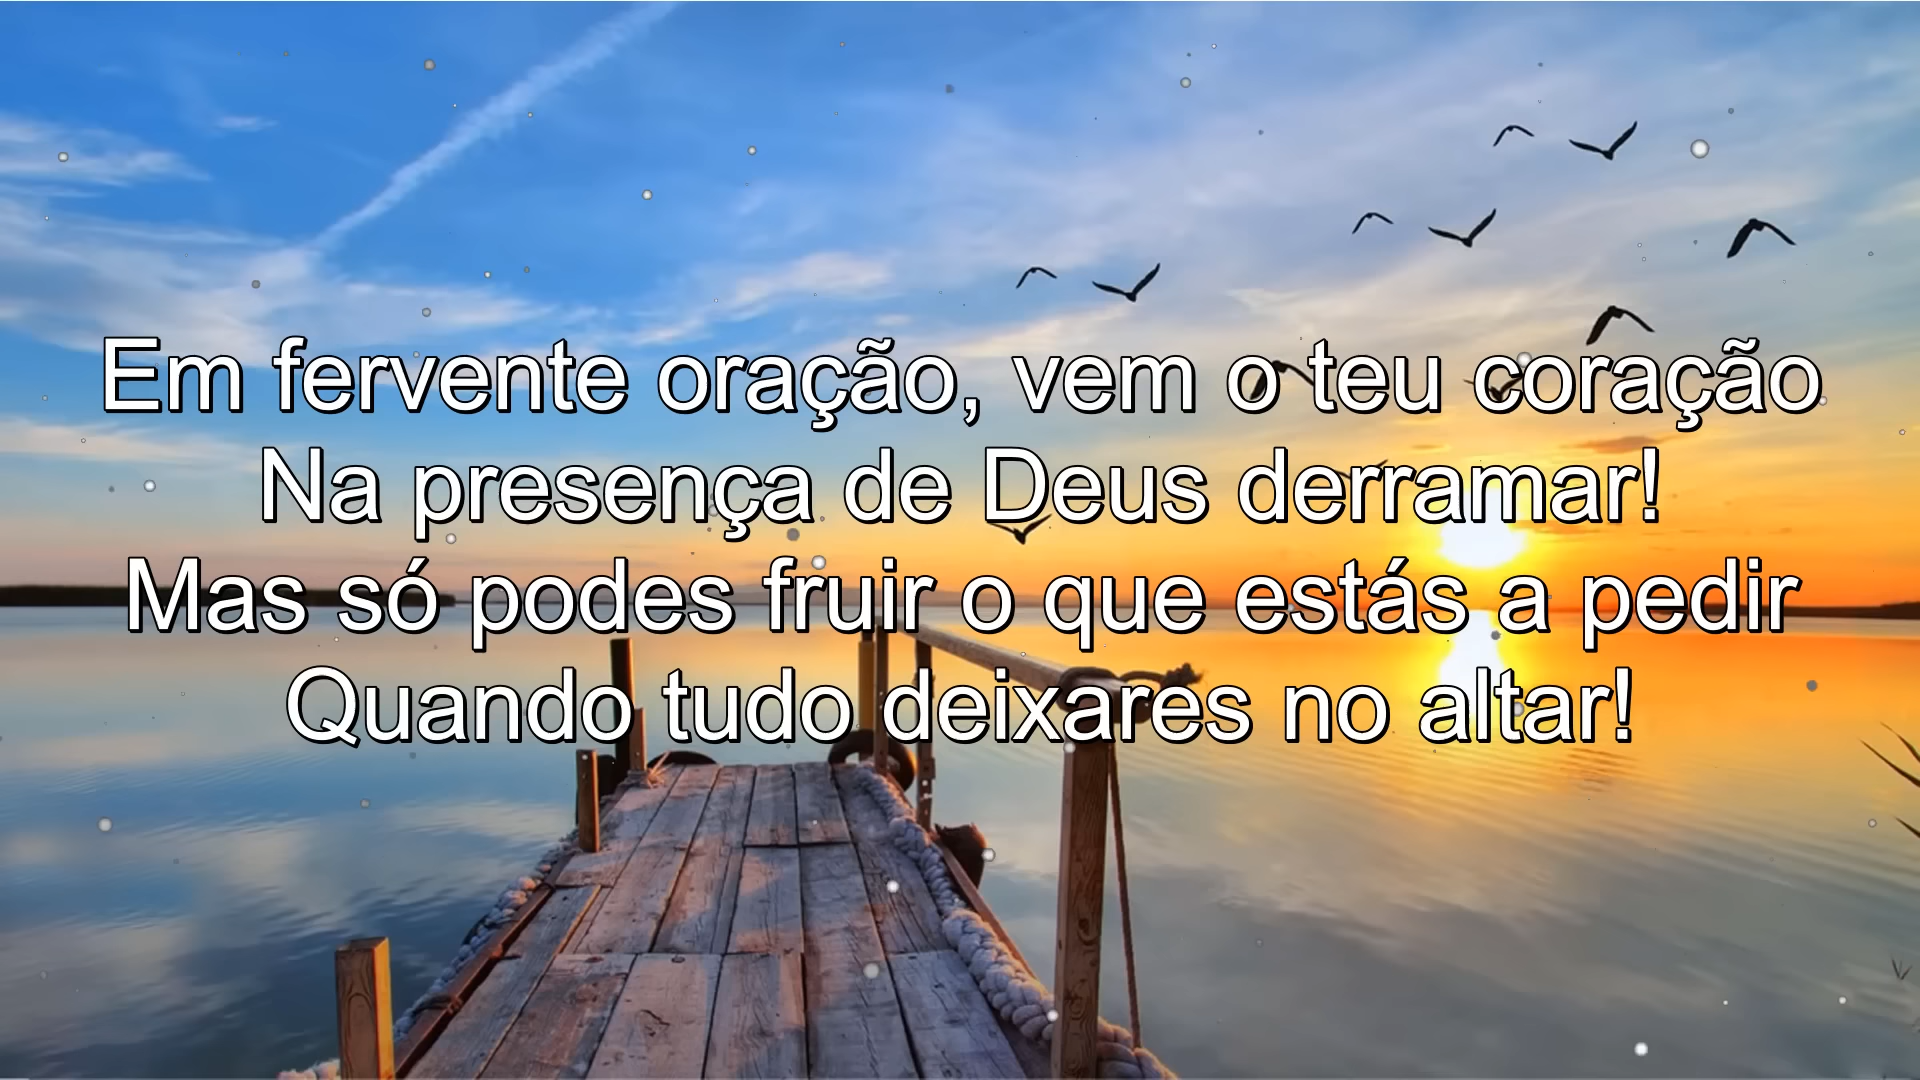 Em fervente oração, vem o teu coração
Na presença de Deus derramar!
Mas só podes fruir o que estás a pedir
Quando tudo deixares no altar!